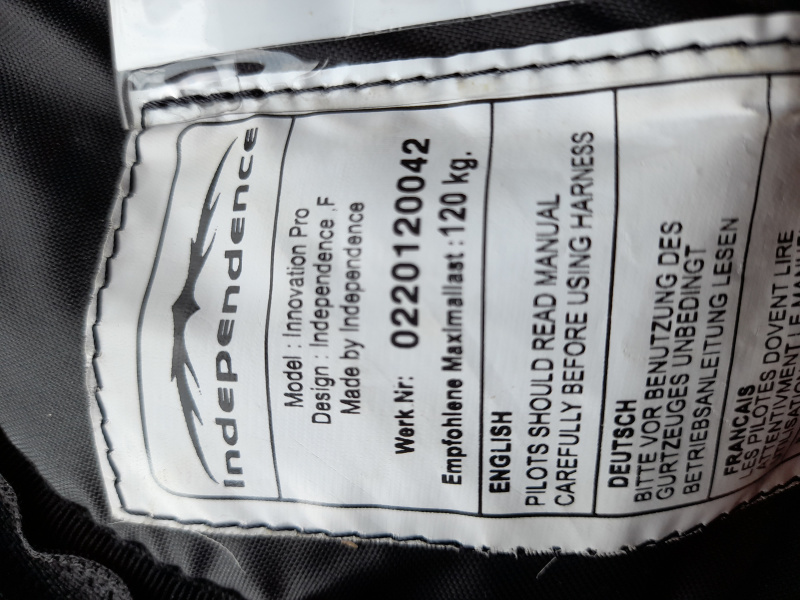 Independence
Model : Innovation Pro
Design : Independence ,F
Made by Independence
Werk Nr: 0220120042
Empfohlene Maximallast : 120 kg.
ENGLISH
PILOTS SHOULD READ MANUAL
CAREFULLY BEFORE USING HARNESS
DEUTSCH
BITTE VOR BENUTZUNG DES
GURTZEUGES UNBEDINGT
BETRIEBSANLEITUNG LESEN
FRANCAIS
LES PILOTES DOVENT LIRE
ATTENTIVMENT LE